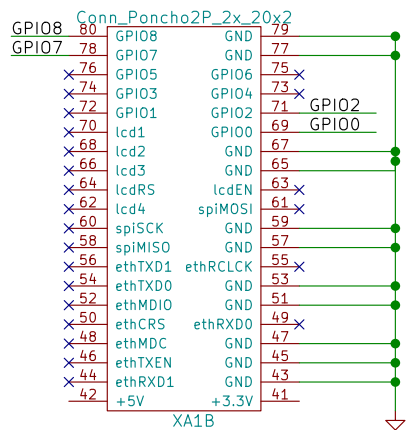 Conn_Poncho2P_2x_20x2
GPIO8 80 GPIO8 GND 79
GPIO7 78 GPIO7 GND 77
76 GPIO5 GPIO6 75
74 GPIO3 GPIO4 73
72 GPIO1 GPIO2 71 GPIO2
70 lcd1 GPIO0 69 GPIO0
68 lcd2 GND 67
66 lcd3 GND 65
64 lcdRS lcdEN 63
62 lcd4 spiMOSI 61
60 spiSCK GND 59
58 spiMISO GND 57
56 ethTXD1 ethRCLCK 55
54 ethTXD0 GND 53
52 ethMDIO GND 51
50 ethCRS ethRXD0 49
48 ethMDC GND 47
46 ethTXEN GND 45
44 ethRXD1 GND 43
42 +5V +3.3V 41
XA1B